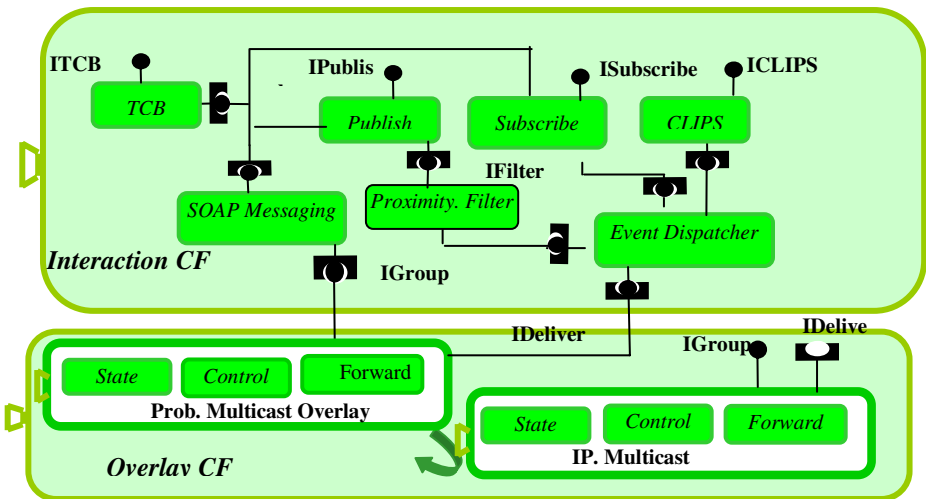 ITCB
IPublis
ISubscribe
ICLIPS
TCB
Publish
Subscribe
CLIPS
IFilter
SOAP Messaging
Proximity. Filter
Event Dispatcher
Interaction CF
IGroup
IDeliver
IDelive
IGroup
State
Control
Forward
Prob. Multicast Overlay
State
Control
Forward
IP. Multicast
Overlay CF